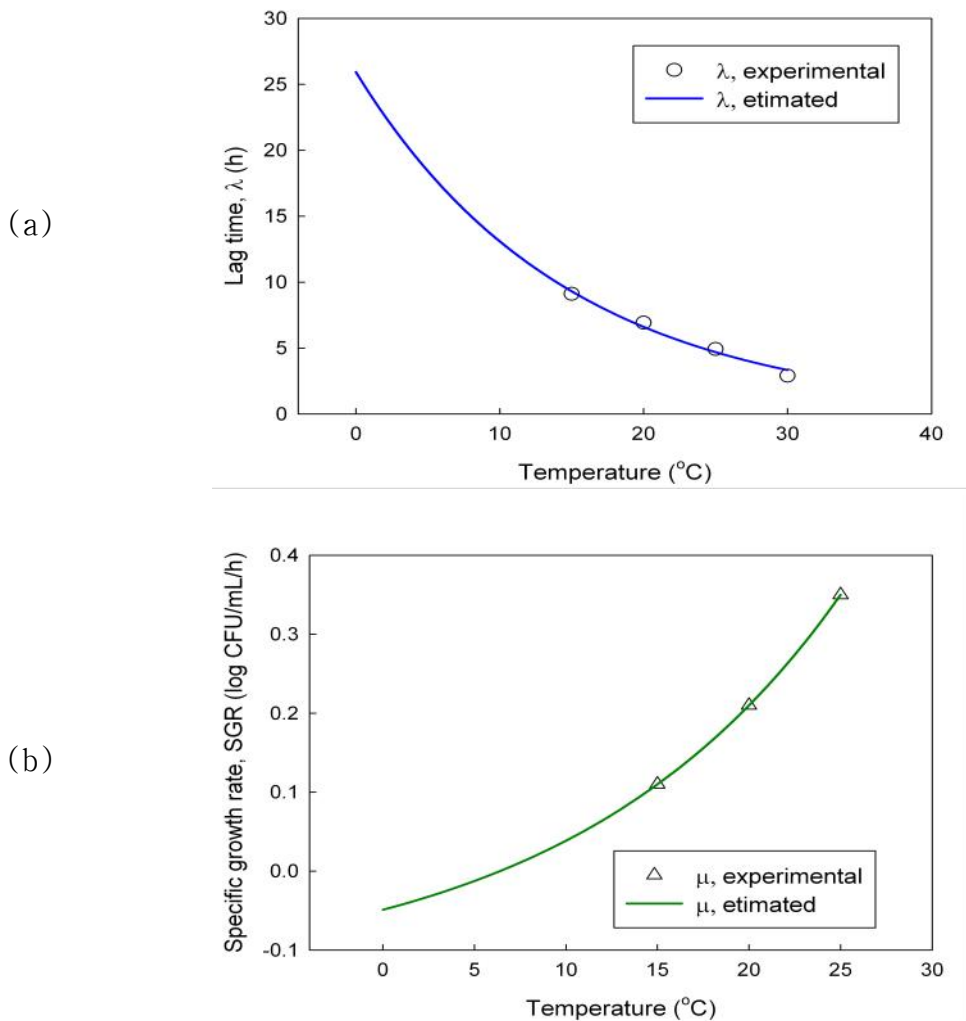 (a)
30
25
20
15
10
5
0
Lag time, λ (h)
λ, experimental
λ, etimated
0 10 20 30 40
Temperature (°C)
(b)
0.4
0.3
0.2
0.1
0.0
-0.1
Specific growth rate, SGR (log CFU/mL/h)
μ, experimental
μ, etimated
0 5 10 15 20 25 30
Temperature (°C)